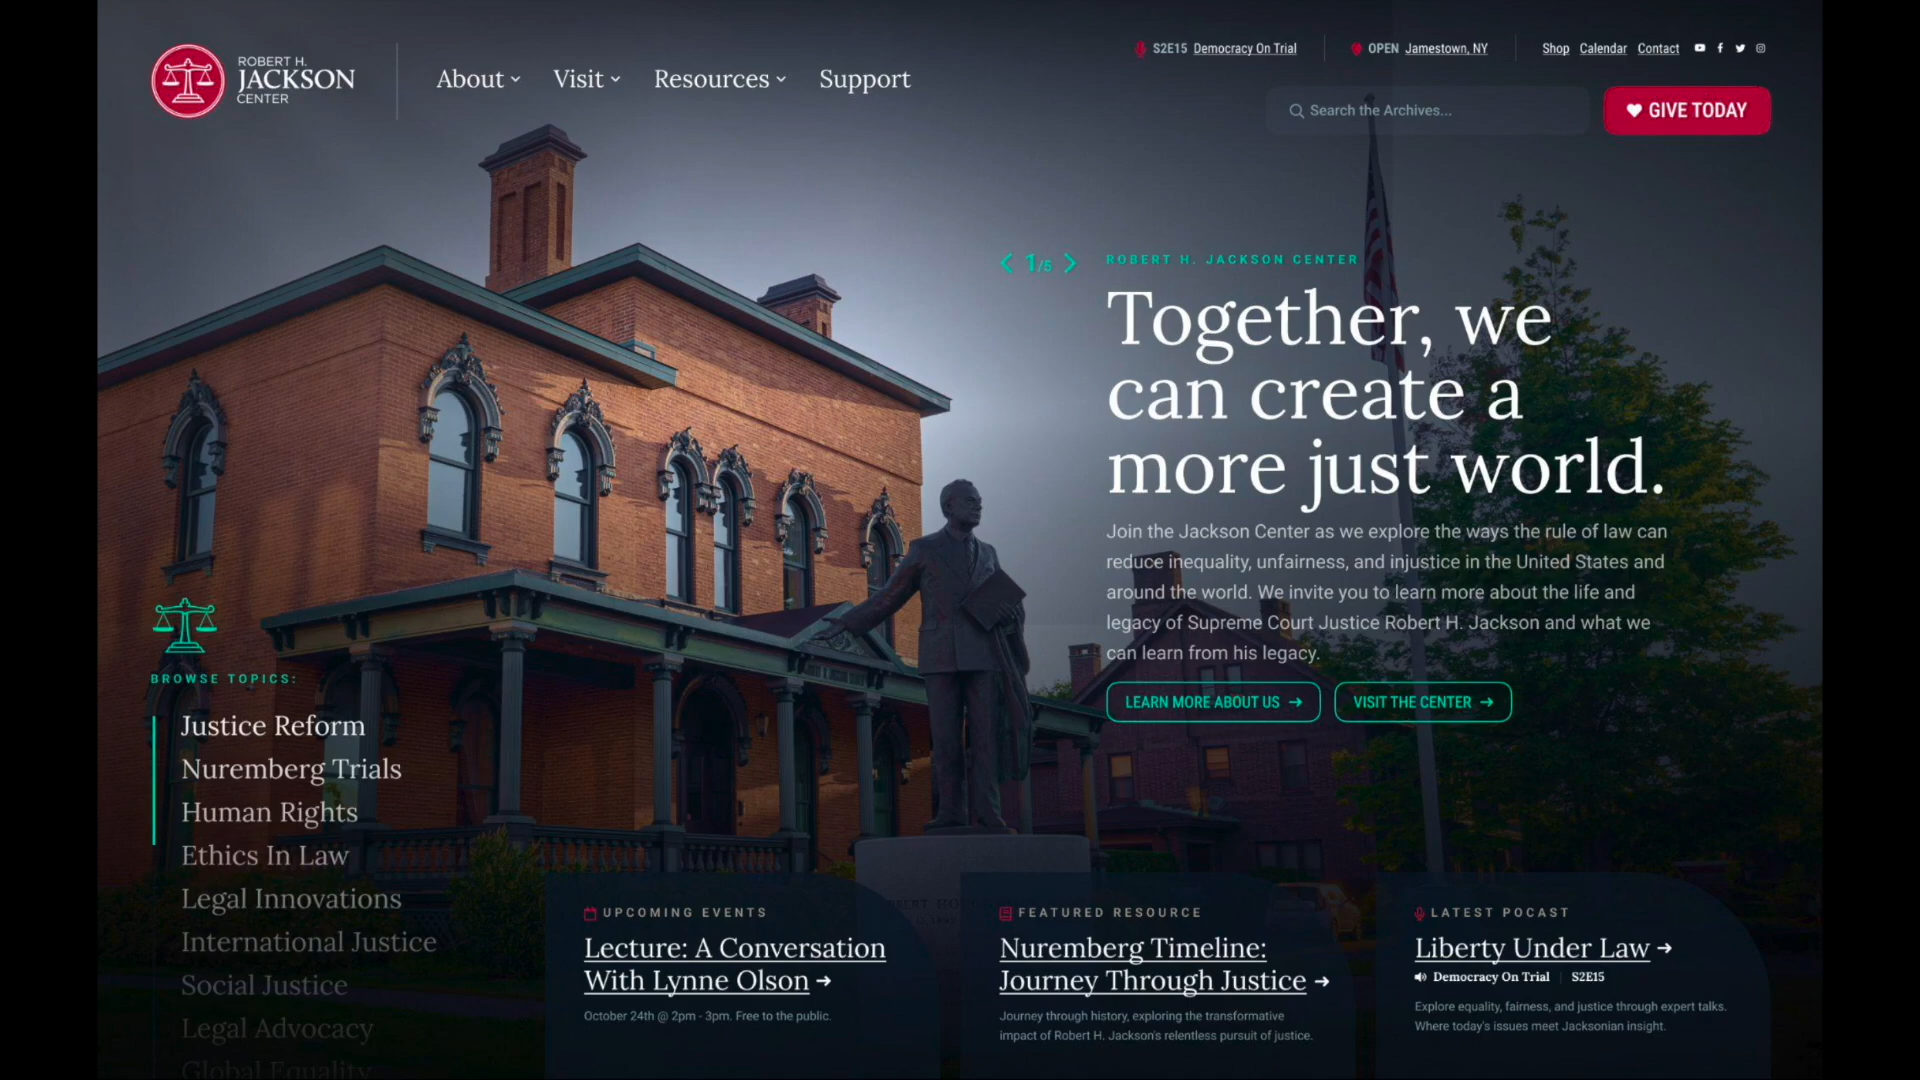 ROBERT H.
JACKSON
CENTER
About
Visit
Resources
Support
S2E15 Democracy On Trial
OPEN Jamestown, NY
Shop Calendar Contact
Search the Archives...
GIVE TODAY
1/5
ROBERT H. JACKSON CENTER
Together, we
can create a
more just world.
Join the Jackson Center as we explore the ways the rule of law can
reduce inequality, unfairness, and injustice in the United States and
around the world. We invite you to learn more about the life and
legacy of Supreme Court Justice Robert H. Jackson and what we
can learn from his legacy.
LEARN MORE ABOUT US →
VISIT THE CENTER →
BROWSE TOPICS:
Justice Reform
Nuremberg Trials
Human Rights
Ethics In Law
Legal Innovations
International Justice
Social Justice
Legal Advocacy
Global Equality
UPCOMING EVENTS
Lecture: A Conversation
With Lynne Olson →
October 24th @ 2pm - 3pm. Free to the public.
FEATURED RESOURCE
Nuremberg Timeline:
Journey Through Justice →
Journey through history, exploring the transformative
impact of Robert H. Jackson's relentless pursuit of justice.
LATEST POCAST
Liberty Under Law →
Democracy On Trial | S2E15
Explore equality, fairness, and justice through expert talks.
Where today's issues meet Jacksonian insight.